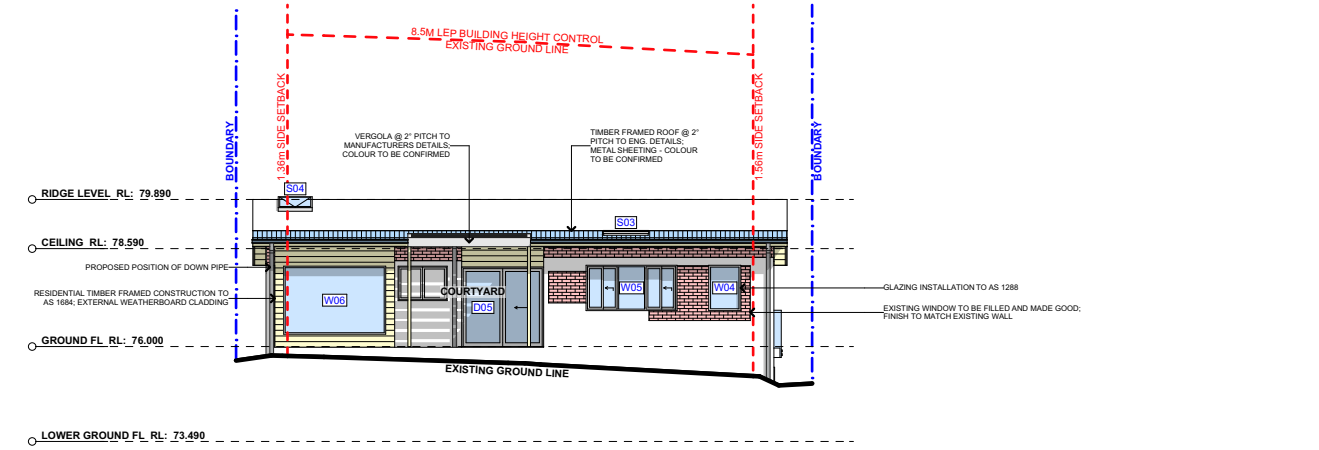 8.5M LEP BUILDING HEIGHT CONTROL
EXISTING GROUND LINE
BOUNDARY
1.36m SIDE SETBACK
1.56m SIDE SETBACK
BOUNDARY
VERGOLA @ 2° PITCH TO
MANUFACTURERS DETAILS;
COLOUR TO BE CONFIRMED
TIMBER FRAMED ROOF @ 2°
PITCH TO ENG. DETAILS;
METAL SHEETING - COLOUR
TO BE CONFIRMED
RIDGE LEVEL RL: 79.890
S04
S03
CEILING RL: 78.590
PROPOSED POSITION OF DOWN PIPE
RESIDENTIAL TIMBER FRAMED CONSTRUCTION TO
AS 1684; EXTERNAL WEATHERBOARD CLADDING
W06
COURTYARD
D05
W05
W04
GLAZING INSTALLATION TO AS 1288
EXISTING WINDOW TO BE FILLED AND MADE GOOD;
FINISH TO MATCH EXISTING WALL
GROUND FL RL: 76.000
EXISTING GROUND LINE
LOWER GROUND FL RL: 73.490